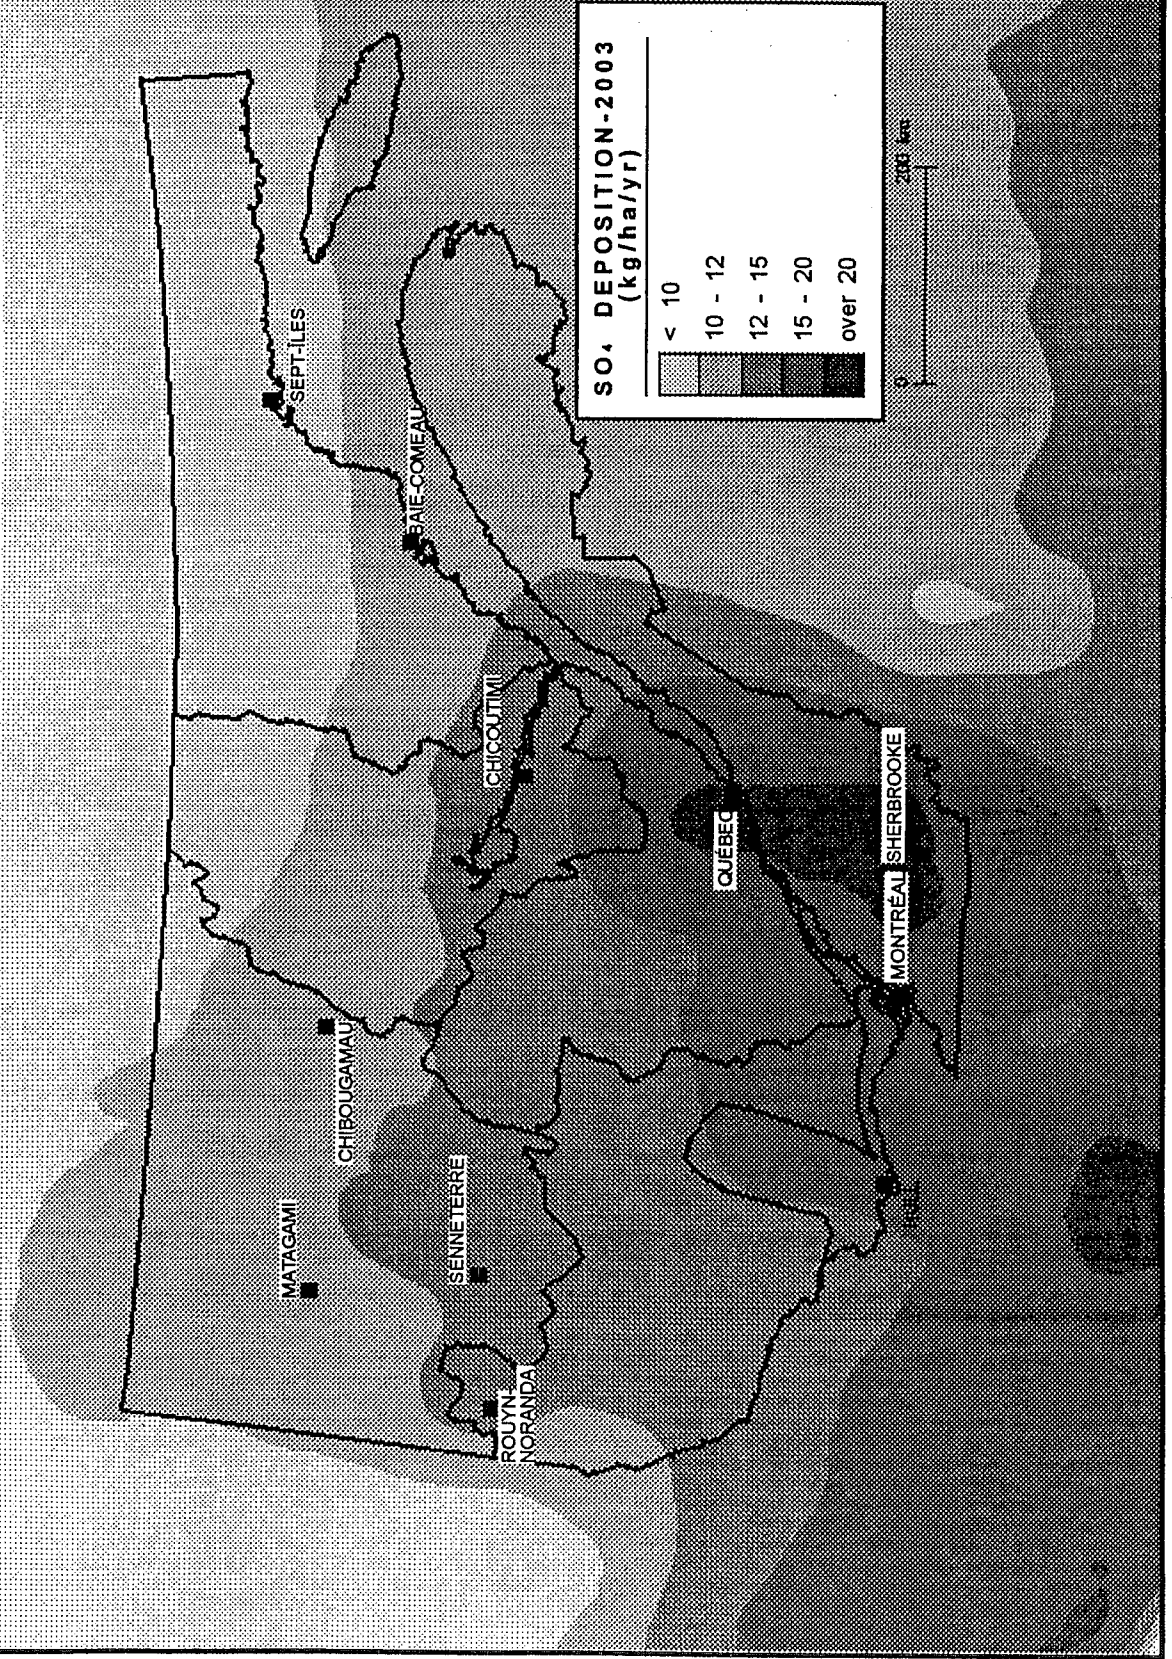 SO₄ DEPOSITION-2003
(kg/ha/yr)
< 10
10 - 12
12 - 15
15 - 20
over 20
0 200 km
SEPT-ÎLES
BAIE-COMEAU
CHICOUTIMI
CHIBOUGAMAU
MATAGAMI
SENNETERRE
ROUYN-
NORANDA
QUÉBEC
MONTRÉAL
SHERBROOKE
HULL